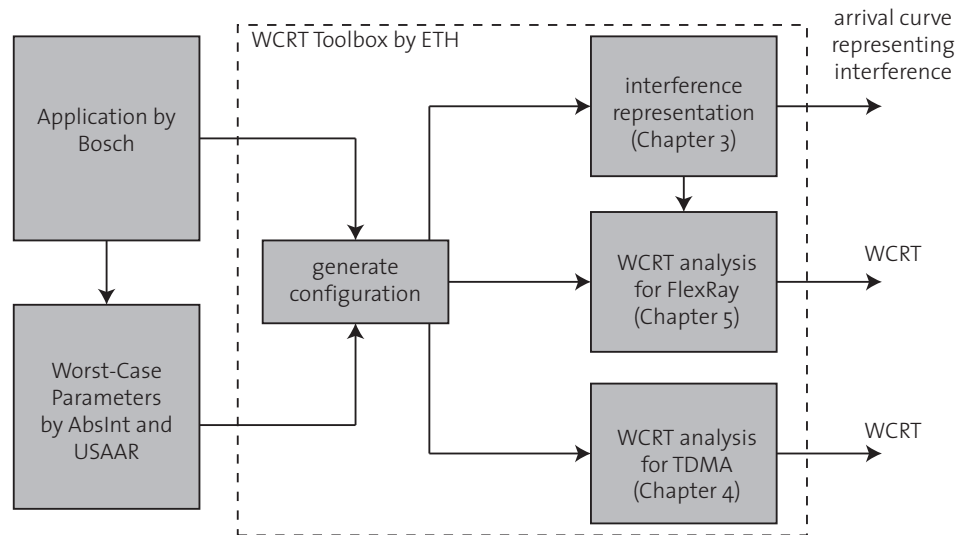 arrival curve
representing
interference
WCRT Toolbox by ETH
Application by
Bosch
interference
representation
(Chapter 3)
generate
configuration
WCRT analysis
for FlexRay
(Chapter 5)
WCRT
Worst-Case
Parameters
by AbsInt and
USAAR
WCRT analysis
for TDMA
(Chapter 4)
WCRT